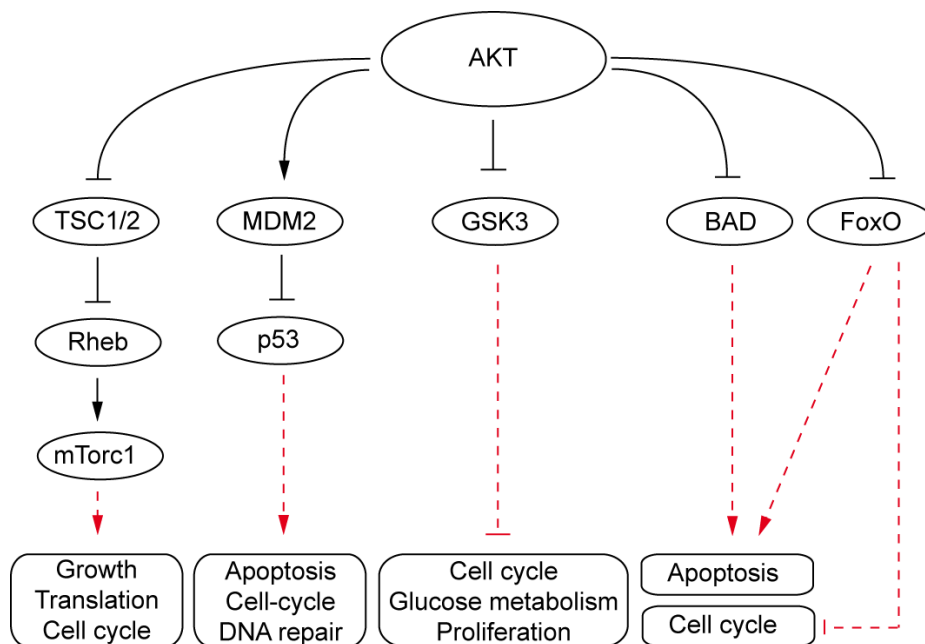 AKT
TSC1/2
MDM2
GSK3
BAD
FoxO
Rheb
p53
mTorc1
Growth
Translation
Cell cycle
Apoptosis
Cell-cycle
DNA repair
Cell cycle
Glucose metabolism
Proliferation
Apoptosis
Cell cycle